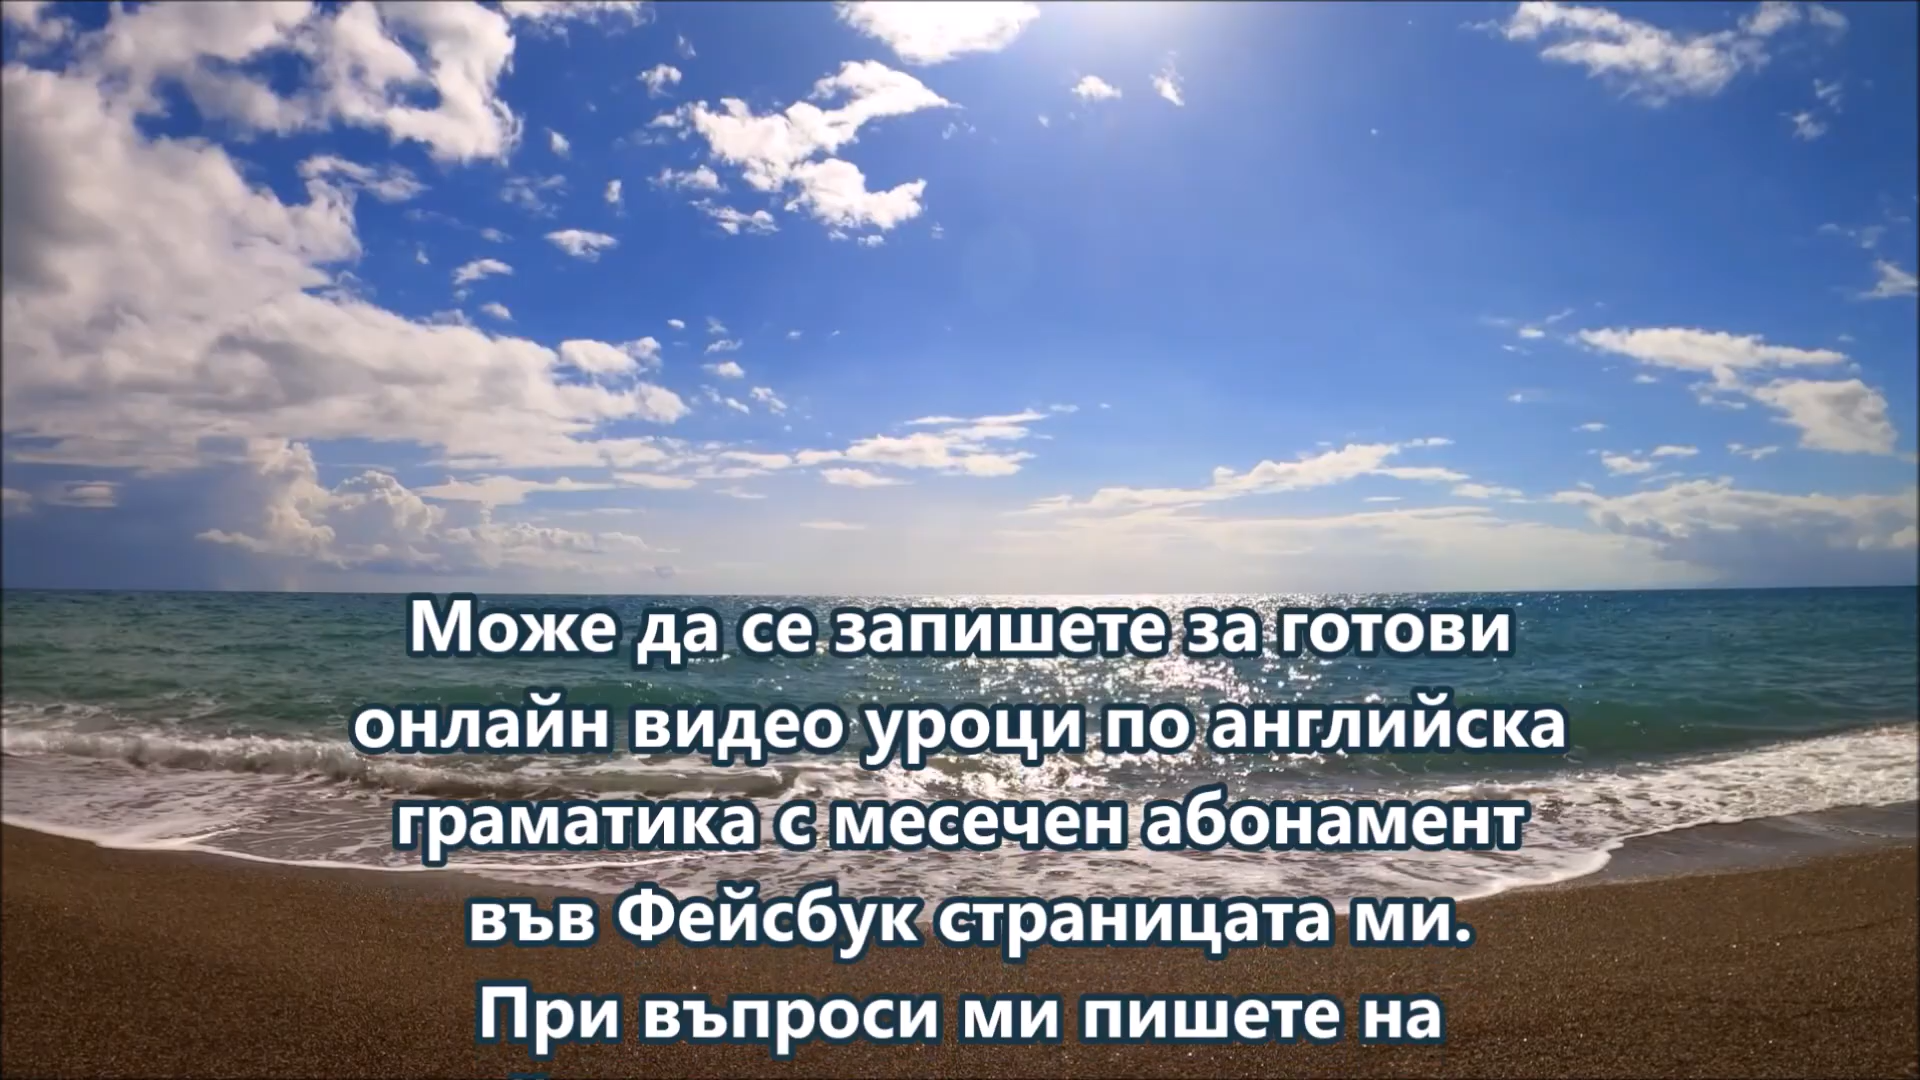 Може да се запишете за готови
онлайн видео уроци по английска
граматика с месечен абонамент
във Фейсбук страницата ми.
При въпроси ми пишете на